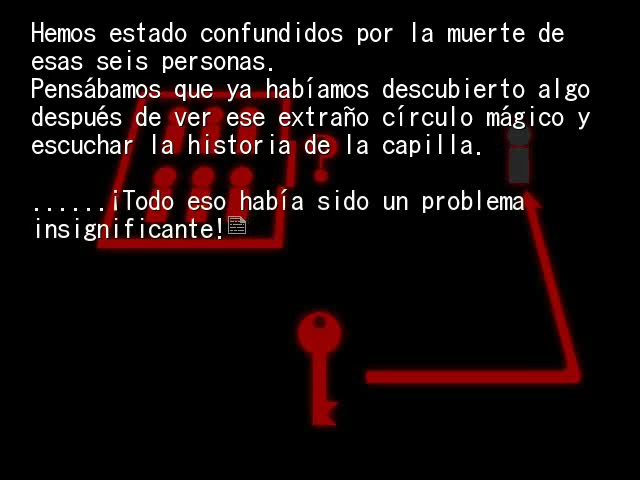 Hemos estado confundidos por la muerte de
esas seis personas.
Pensábamos que ya habíamos descubierto algo
después de ver ese extraño círculo mágico y
escuchar la historia de la capilla.
......¡Todo eso había sido un problema
insignificante!
?